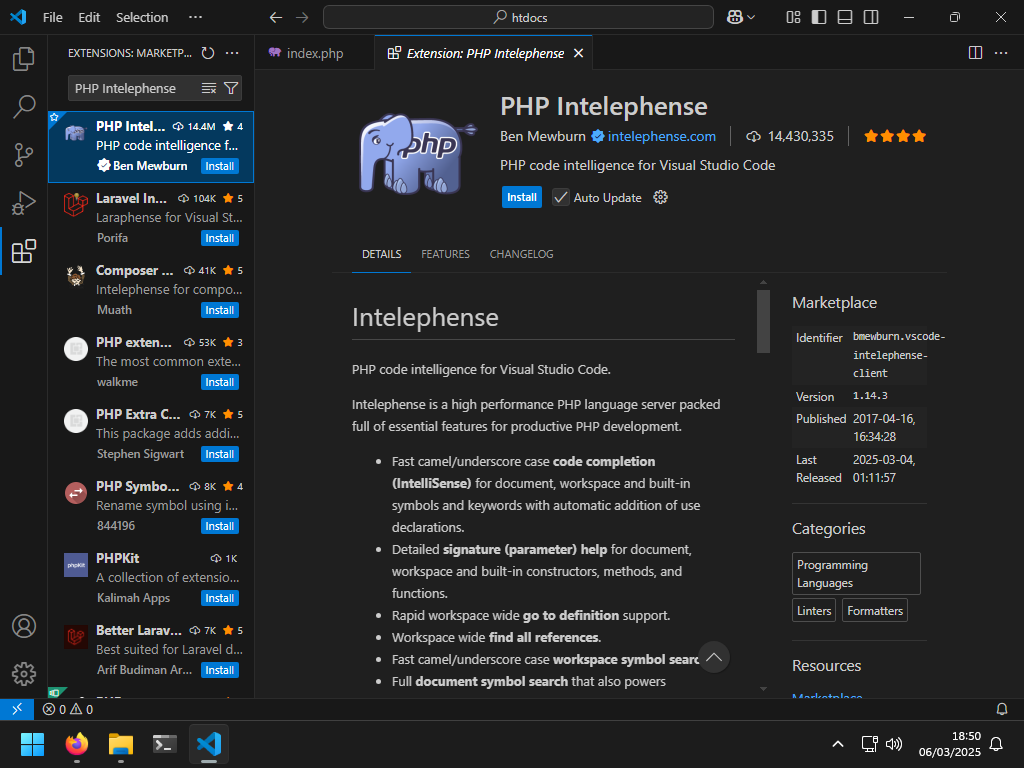 File Edit Selection ···
htdocs
EXTENSIONS: MARKETP...
PHP Intelephense
PHP Intel... 14.4M 4
PHP code intelligence f...
Ben Mewburn Install
Laravel In... 104K 5
Laraphense for Visual St...
Porifa Install
Composer ... 41K 5
Intelephense for compo...
Muath Install
PHP exten... 53K 3
The most common exte...
walkme Install
PHP Extra C... 7K 5
This package adds addi...
Stephen Sigwart Install
PHP Symbo... 8K 4
Rename symbol using i...
844196 Install
phpKit
PHPKit 1K
A collection of extensio...
Kalimah Apps Install
Better Larav... 7K 5
Best suited for Laravel d...
Arif Budiman Ar... Install
index.php
Extension: PHP Intelephense
php
PHP Intelephense
Ben Mewburn intelephense.com 14,430,335
PHP code intelligence for Visual Studio Code
Install Auto Update
DETAILS FEATURES CHANGELOG
Intelephense
PHP code intelligence for Visual Studio Code.
Intelephense is a high performance PHP language server packed
full of essential features for productive PHP development.
• Fast camel/underscore case code completion
(IntelliSense) for document, workspace and built-in
symbols and keywords with automatic addition of use
declarations.
• Detailed signature (parameter) help for document,
workspace and built-in constructors, methods, and
functions.
• Rapid workspace wide go to definition support.
• Workspace wide find all references.
• Fast camel/underscore case workspace symbol searc
• Full document symbol search that also powers
Marketplace
Identifier bmewburn.vscode-
intelephense-
client
Version 1.14.3
Published 2017-04-16,
16:34:28
Last 2025-03-04,
Released 01:11:57
Categories
Programming
Languages
Linters Formatters
Resources
Marketplace
0 0
18:50
06/03/2025